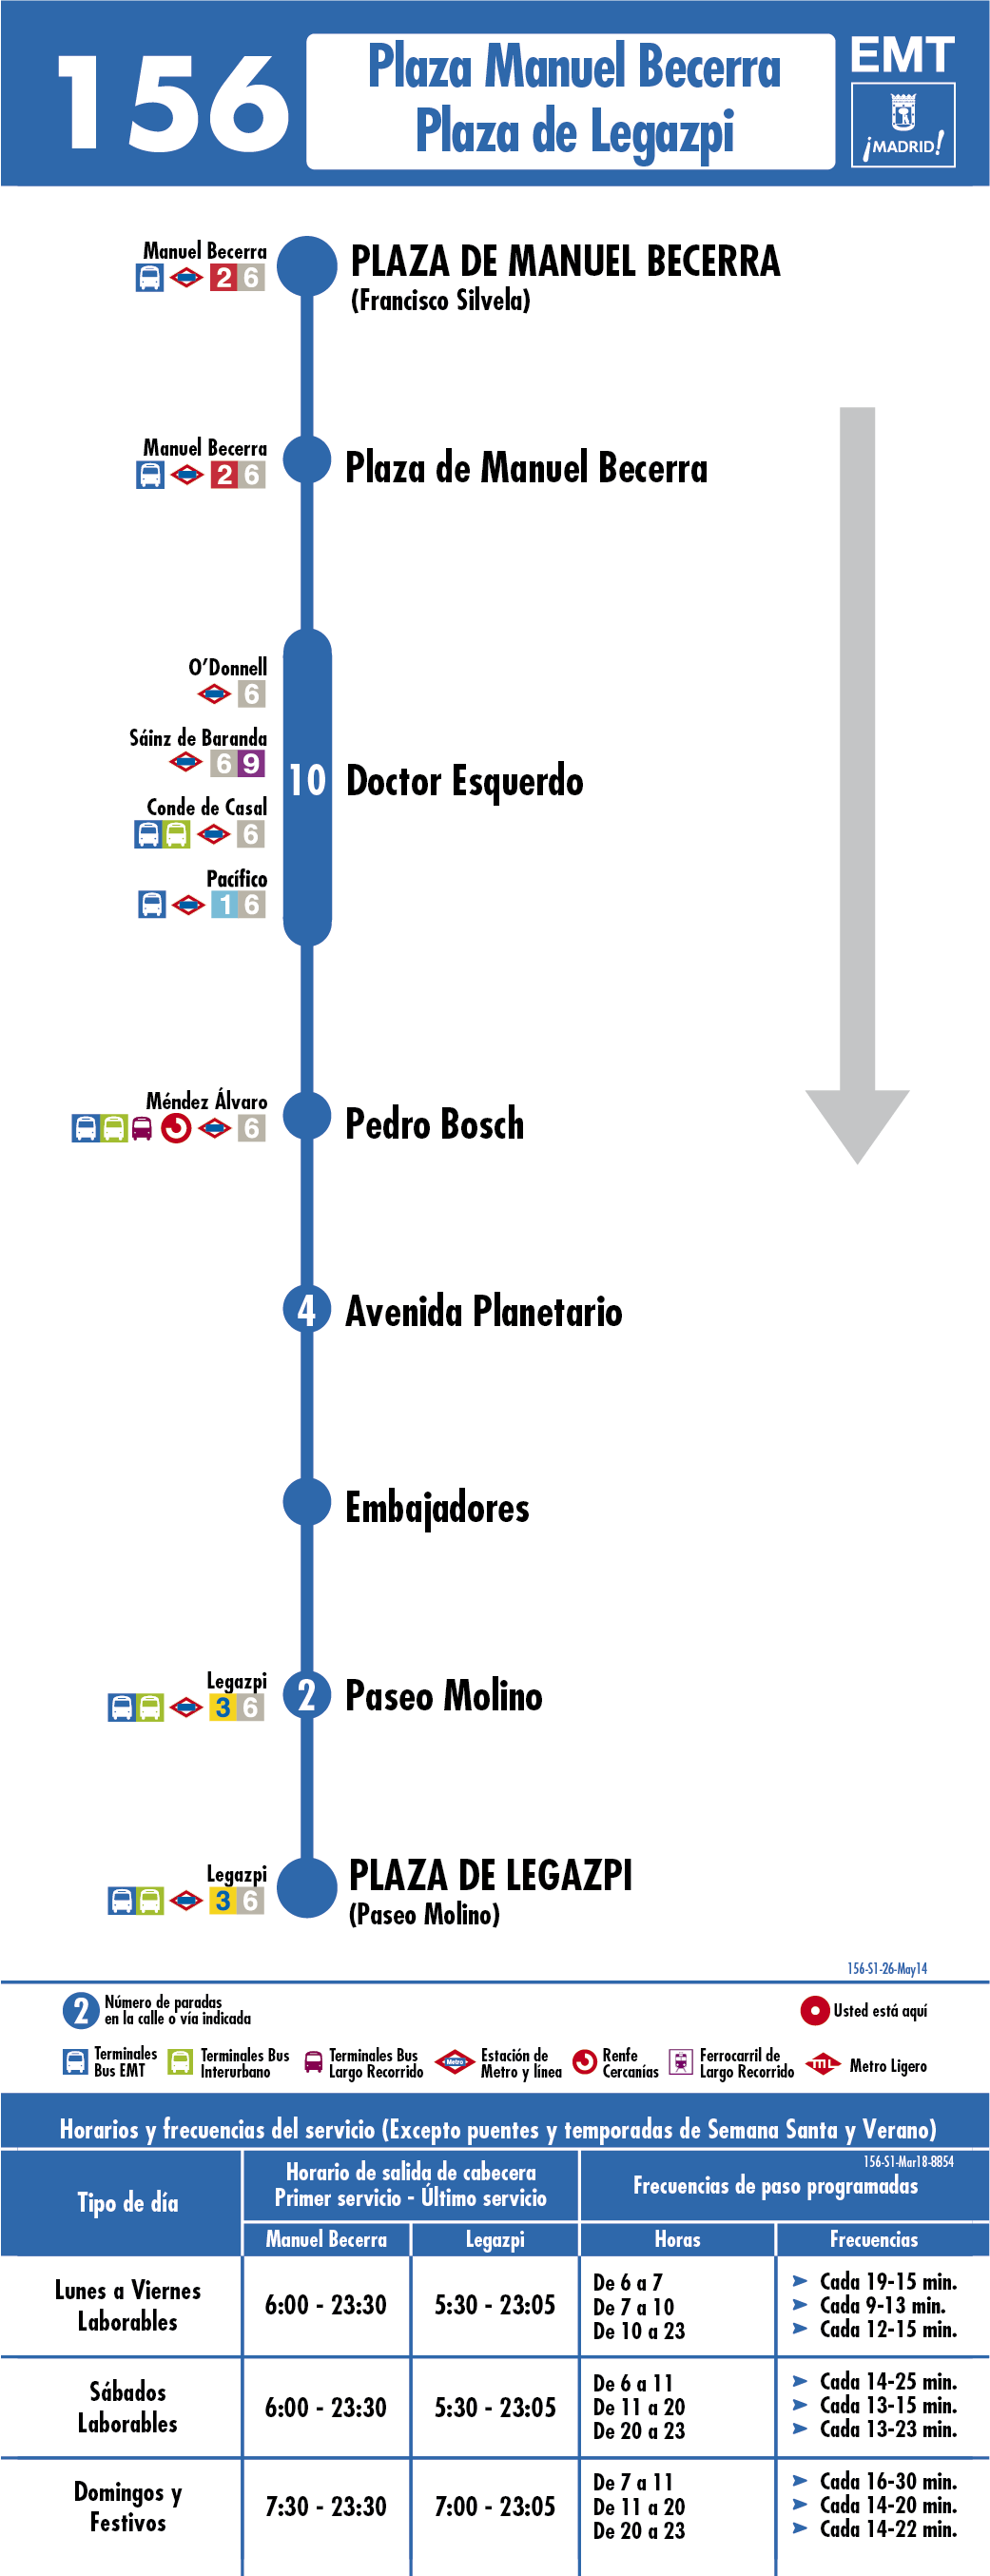 156
Plaza Manuel Becerra
Plaza de Legazpi
EMT
¡MADRID!
Manuel Becerra
2 6
PLAZA DE MANUEL BECERRA
(Francisco Silvela)
Manuel Becerra
2 6
Plaza de Manuel Becerra
O'Donnell
6
Sáinz de Baranda
6 9
Conde de Casal
6
Pacífico
1 6
10 Doctor Esquerdo
Méndez Álvaro
6
Pedro Bosch
4 Avenida Planetario
Embajadores
Legazpi
3 6
2 Paseo Molino
Legazpi
3 6
PLAZA DE LEGAZPI
(Paseo Molino)
156-S1-26-May14
2 Número de paradas
en la calle o vía indicada
Usted está aquí
Terminales
Bus EMT
Terminales Bus
Interurbano
Terminales Bus
Largo Recorrido
Metro
Estación de
Metro y línea
Renfe
Cercanías
Ferrocarril de
Largo Recorrido
ML
Metro Ligero
Horarios y frecuencias del servicio (Excepto puentes y temporadas de Semana Santa y Verano)
156-S1-Mar18-8854
Tipo de día
Horario de salida de cabecera
Primer servicio - Último servicio
Frecuencias de paso programadas
Manuel Becerra Legazpi Horas Frecuencias
Lunes a Viernes
Laborables
6:00 - 23:30 5:30 - 23:05
De 6 a 7 Cada 19-15 min.
De 7 a 10 Cada 9-13 min.
De 10 a 23 Cada 12-15 min.
Sábados
Laborables
6:00 - 23:30 5:30 - 23:05
De 6 a 11 Cada 14-25 min.
De 11 a 20 Cada 13-15 min.
De 20 a 23 Cada 13-23 min.
Domingos y
Festivos
7:30 - 23:30 7:00 - 23:05
De 7 a 11 Cada 16-30 min.
De 11 a 20 Cada 14-20 min.
De 20 a 23 Cada 14-22 min.